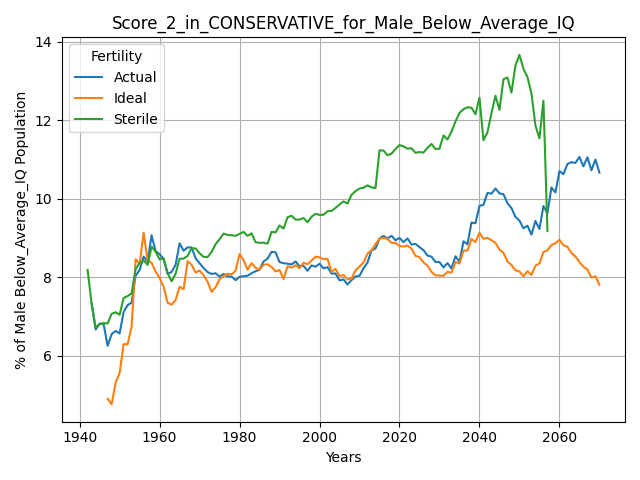 Score_2_in_CONSERVATIVE_for_Male_Below_Average_IQ
% of Male Below_Average_IQ Population
14
12
10
8
6
Fertility
Actual
Ideal
Sterile
1940
1960
1980
2000
2020
2040
2060
Years